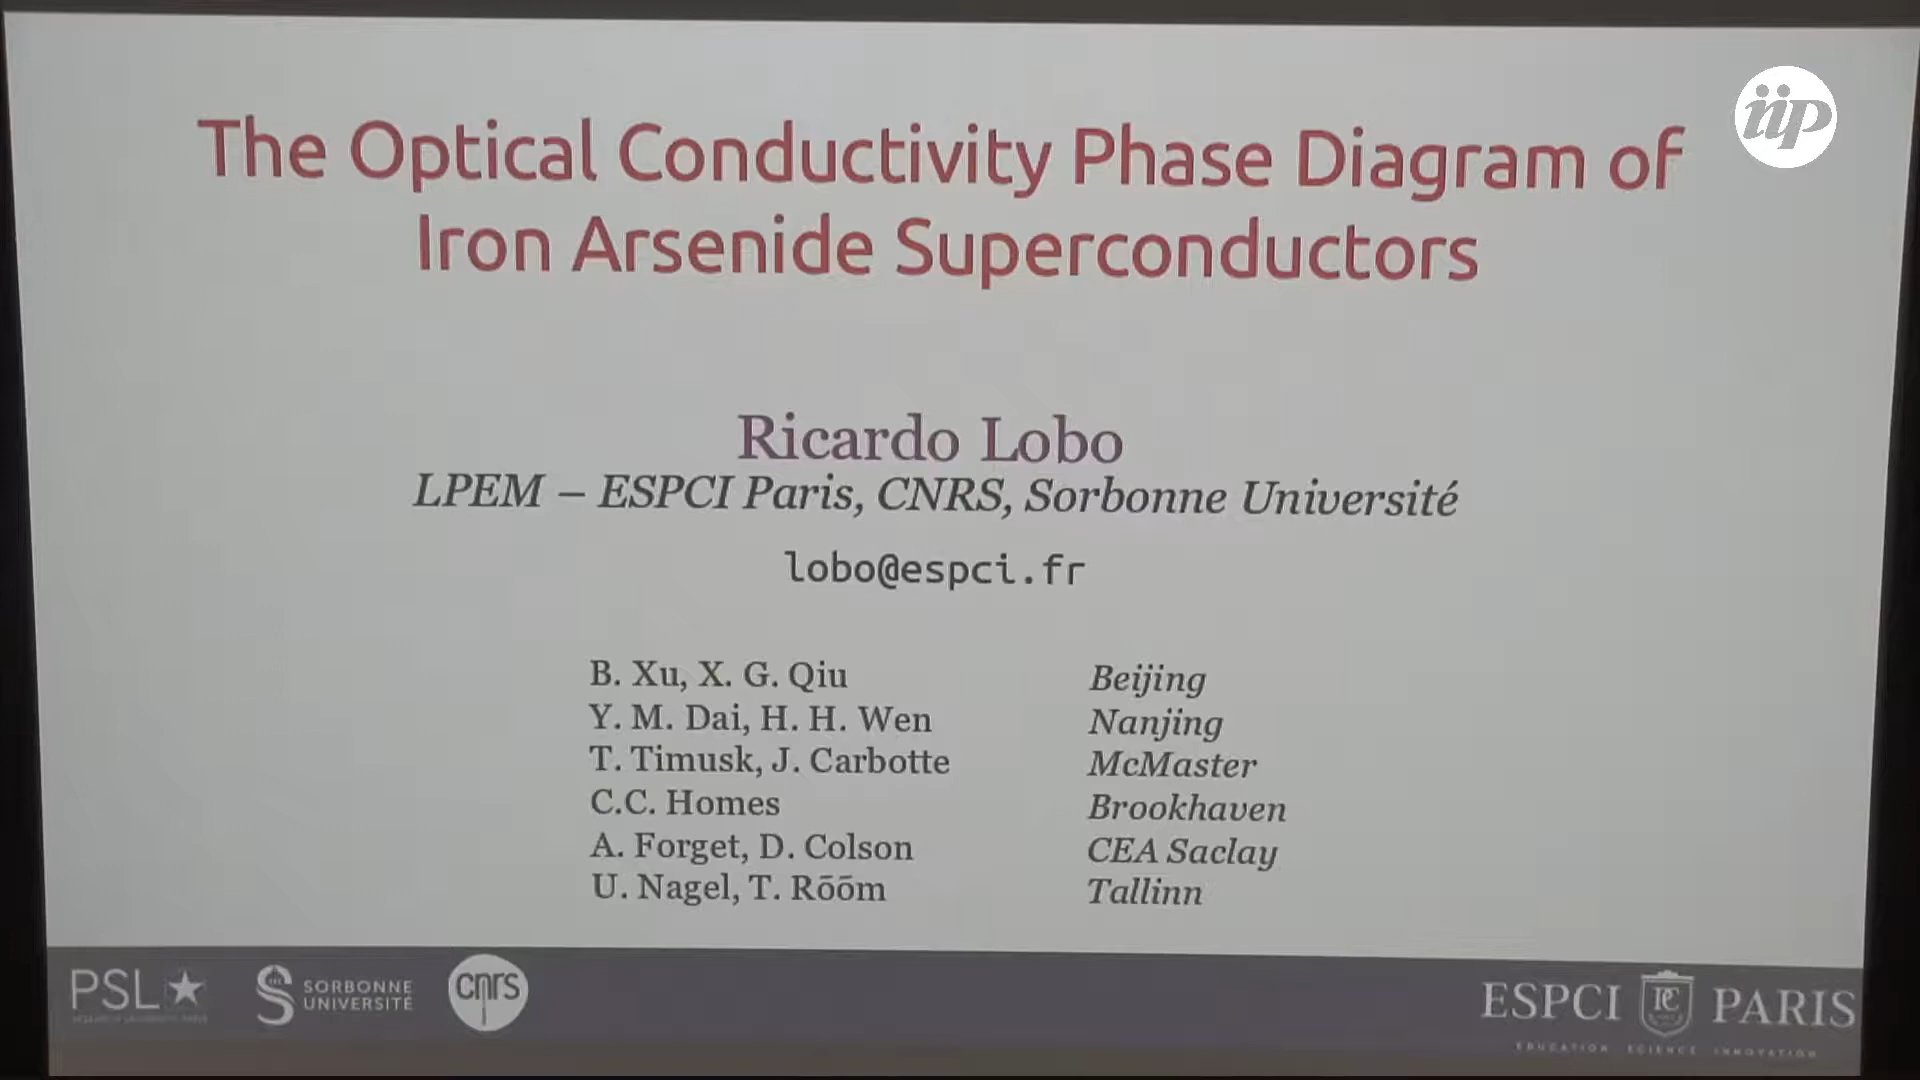 iip
The Optical Conductivity Phase Diagram of
Iron Arsenide Superconductors
Ricardo Lobo
LPEM – ESPCI Paris, CNRS, Sorbonne Université
lobo@espci.fr
B. Xu, X. G. Qiu Beijing
Y. M. Dai, H. H. Wen Nanjing
T. Timusk, J. Carbotte McMaster
C.C. Homes Brookhaven
A. Forget, D. Colson CEA Saclay
U. Nagel, T. Rõõm Tallinn
PSL SORBONNE UNIVERSITÉ cnrs ESPCI PC PARIS
EDUCATION SCIENCE INNOVATION